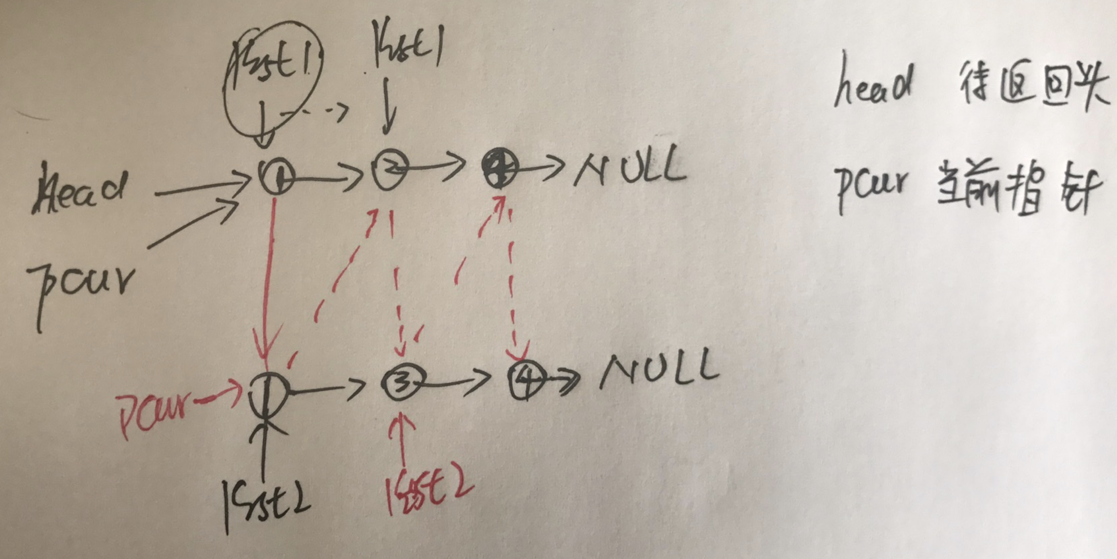 list1 list1
head 待返回头
Head ① → ② → ④ → NULL
pcur 当前指针
pcur
pcur → ① → ③ → ④ → NULL
list2 list2